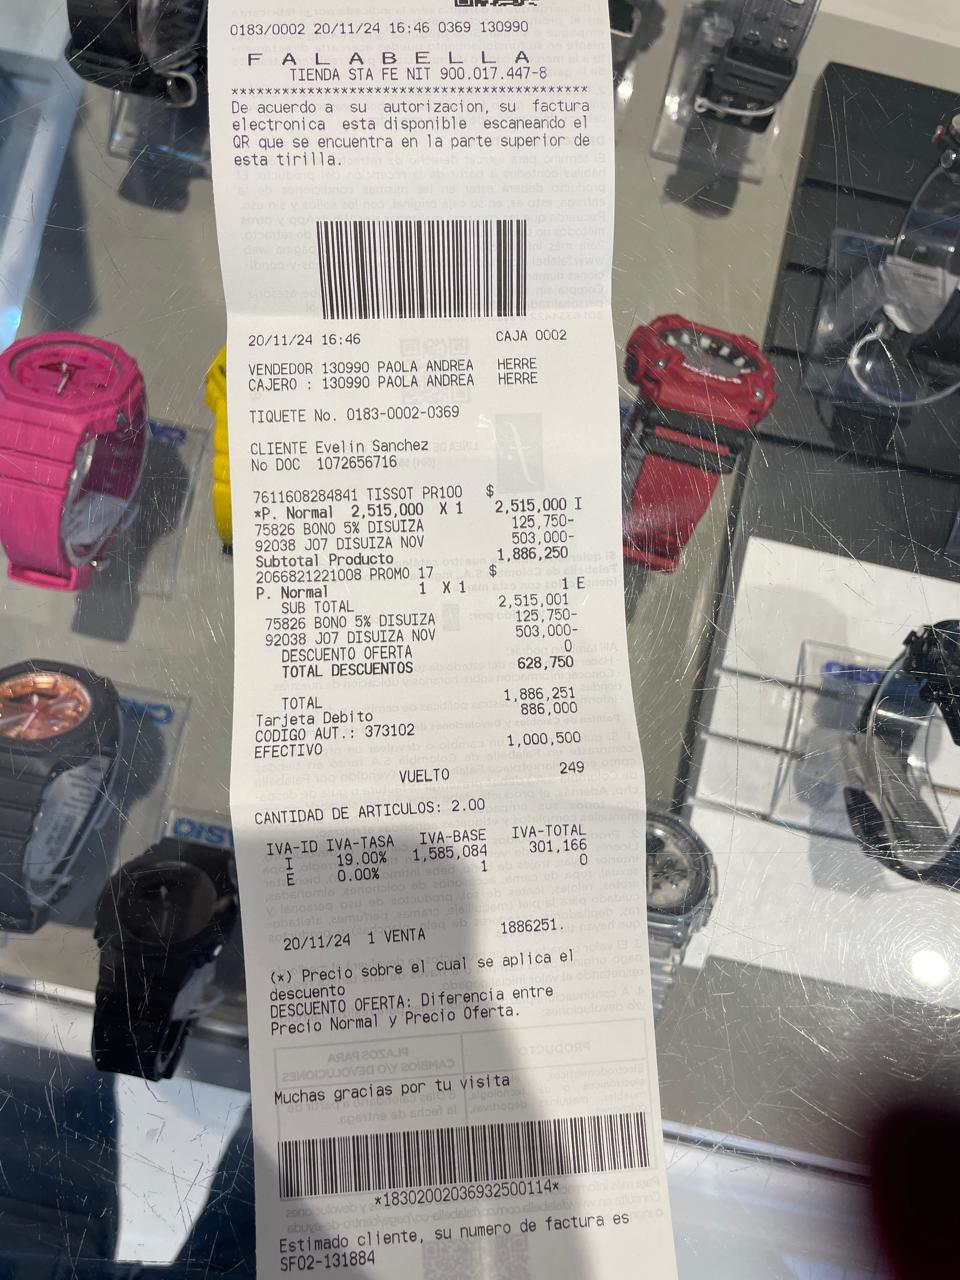 0183/0002 20/11/24 16:46 0369 130990
F A L A B E L L A
TIENDA STA FE NIT 900.017.447-8
******************************************
De acuerdo a su autorizacion, su factura
electronica esta disponible escaneando el
QR que se encuentra en la parte superior de
esta tirilla.
20/11/24 16:46 CAJA 0002
VENDEDOR 130990 PAOLA ANDREA HERRE
CAJERO : 130990 PAOLA ANDREA HERRE
TIQUETE No. 0183-0002-0369
CLIENTE Evelin Sanchez
No DOC 1072656716
7611608284841 TISSOT PR100 $
*P. Normal 2,515,000 X 1 2,515,000 I
75826 BONO 5% DISUIZA 125,750-
92038 J07 DISUIZA NOV 503,000-
Subtotal Producto 1,886,250
2066821221008 PROMO 17 $
P. Normal 1 X 1 1 E
SUB TOTAL 2,515,001
75826 BONO 5% DISUIZA 125,750-
92038 J07 DISUIZA NOV 503,000-
DESCUENTO OFERTA 0
TOTAL DESCUENTOS 628,750
TOTAL 1,886,251
Tarjeta Debito 886,000
CODIGO AUT.: 373102
EFECTIVO 1,000,500
VUELTO 249
CANTIDAD DE ARTICULOS: 2.00
IVA-ID IVA-TASA IVA-BASE IVA-TOTAL
I 19.00% 1,585,084 301,166
E 0.00% 1 0
20/11/24 1 VENTA 1886251.
(*) Precio sobre el cual se aplica el
descuento
DESCUENTO OFERTA: Diferencia entre
Precio Normal y Precio Oferta.
Muchas gracias por tu visita
*18302002036932500114*
Estimado cliente, su numero de factura es
SF02-131884
CASIO
CASIO
CASIO